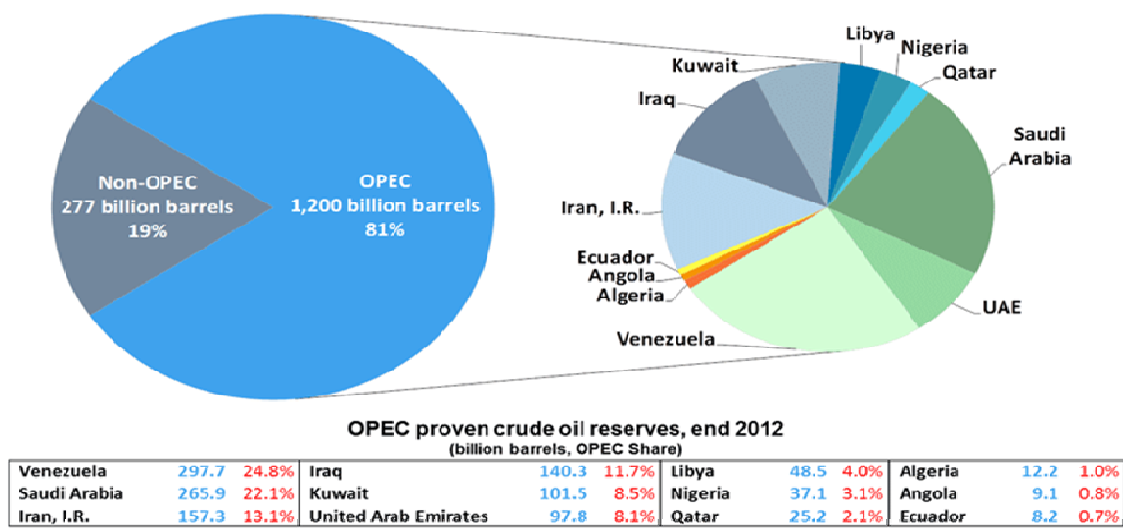 Non-OPEC
277 billion barrels
19%
OPEC
1,200 billion barrels
81%
Libya
Nigeria
Qatar
Kuwait
Iraq
Saudi
Arabia
Iran, I.R.
Ecuador
Angola
Algeria
UAE
Venezuela
OPEC proven crude oil reserves, end 2012
(billion barrels, OPEC Share)
Venezuela 297.7 24.8% Iraq 140.3 11.7% Libya 48.5 4.0% Algeria 12.2 1.0%
Saudi Arabia 265.9 22.1% Kuwait 101.5 8.5% Nigeria 37.1 3.1% Angola 9.1 0.8%
Iran, I.R. 157.3 13.1% United Arab Emirates 97.8 8.1% Qatar 25.2 2.1% Ecuador 8.2 0.7%